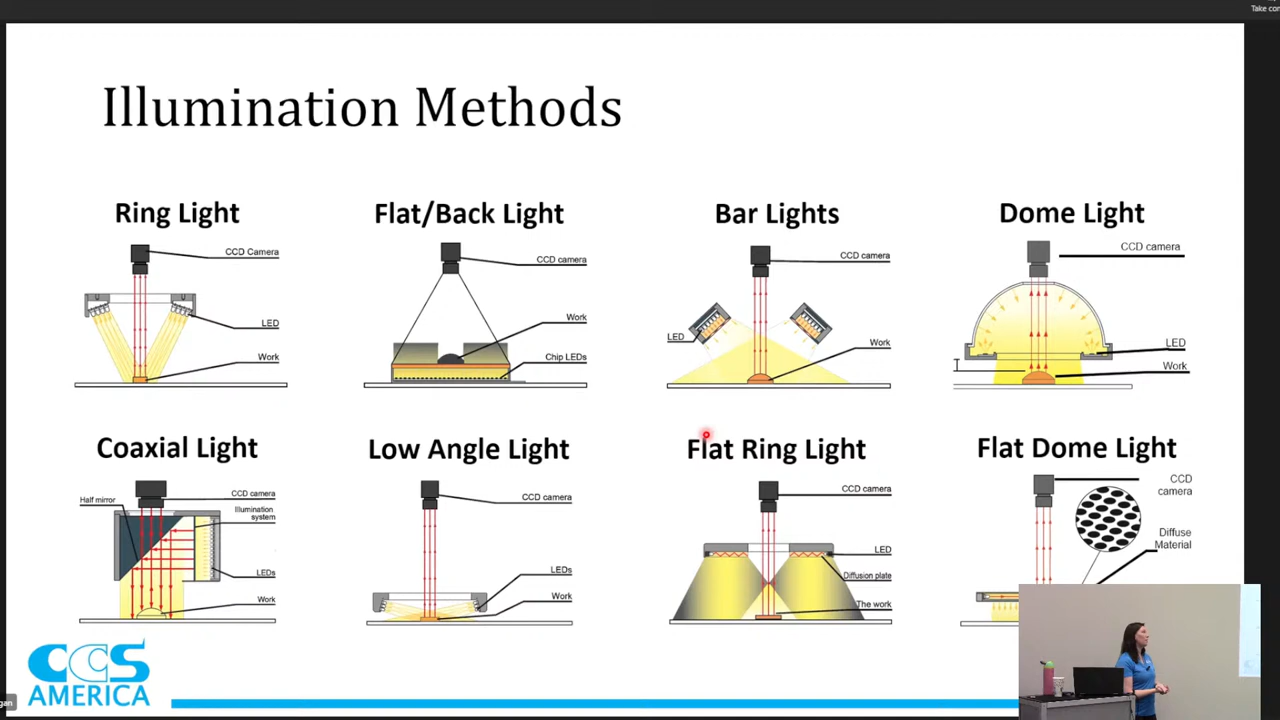 Take con
Illumination Methods
Ring Light
Flat/Back Light
Bar Lights
Dome Light
CCD Camera
LED
Work
CCD camera
Work
Chip LEDs
CCD camera
LED
Work
CCD camera
LED
Work
Coaxial Light
Low Angle Light
Flat Ring Light
Flat Dome Light
Half mirror
CCD camera
Illumination
system
LEDs
Work
CCD camera
LEDs
Work
CCD camera
LED
Diffusion plate
The work
CCD
camera
Diffuse
Material
CCS
AMERICA
gan